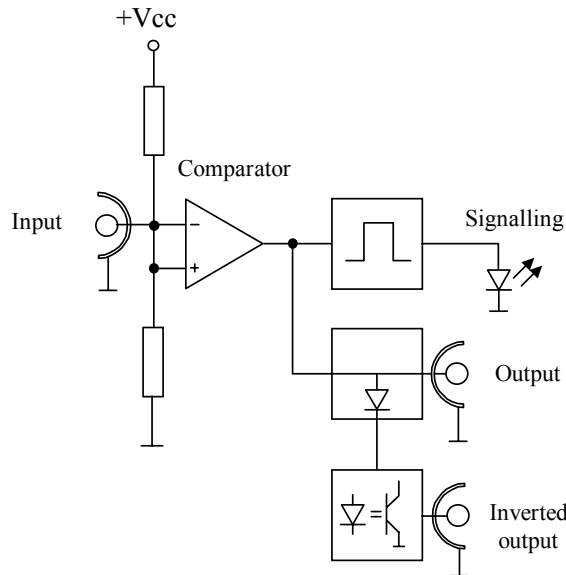 +Vcc
Comparator
Input
Signalling
−
+
Output
=
Inverted
output